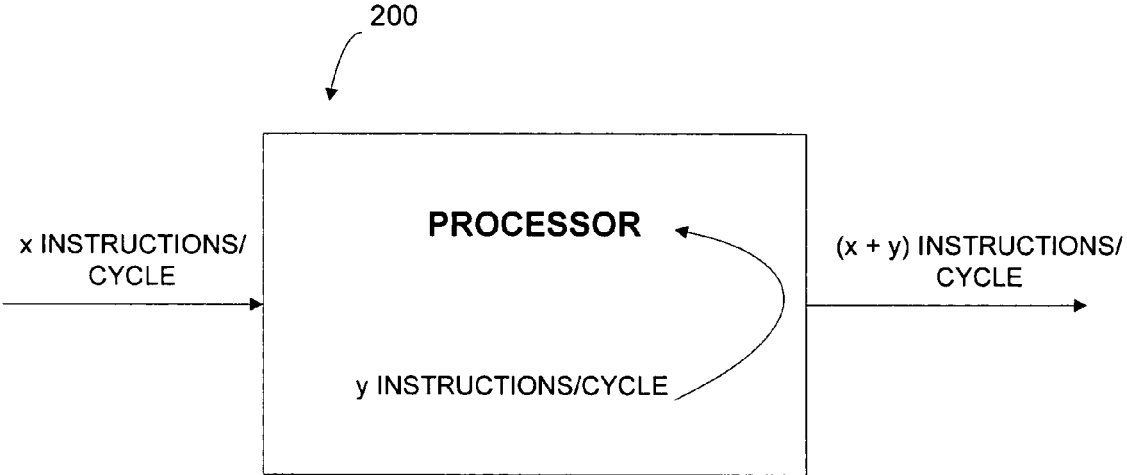 200
PROCESSOR
x INSTRUCTIONS/
CYCLE
(x + y) INSTRUCTIONS/
CYCLE
y INSTRUCTIONS/CYCLE